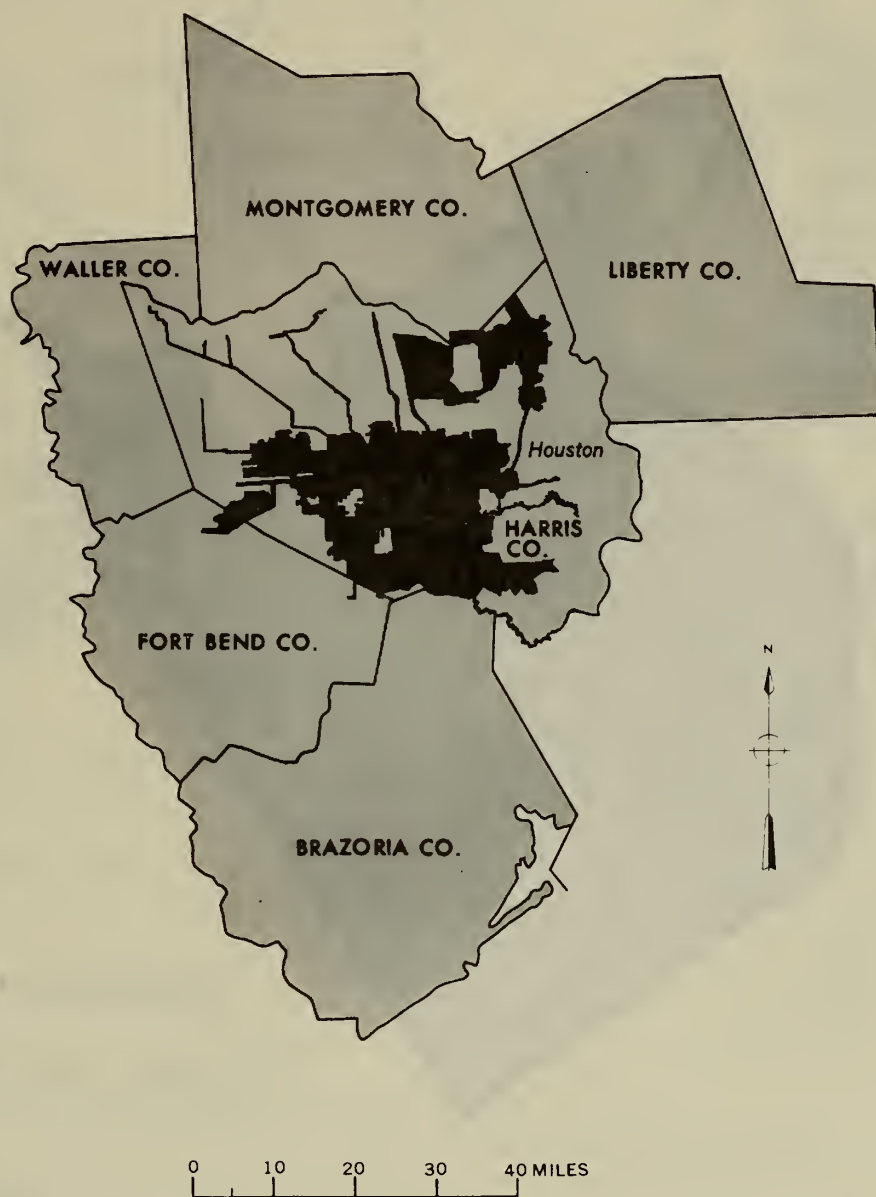 MONTGOMERY CO.
WALLER CO.
LIBERTY CO.
Houston
HARRIS
CO.
FORT BEND CO.
N
BRAZORIA CO.
0 10 20 30 40 MILES